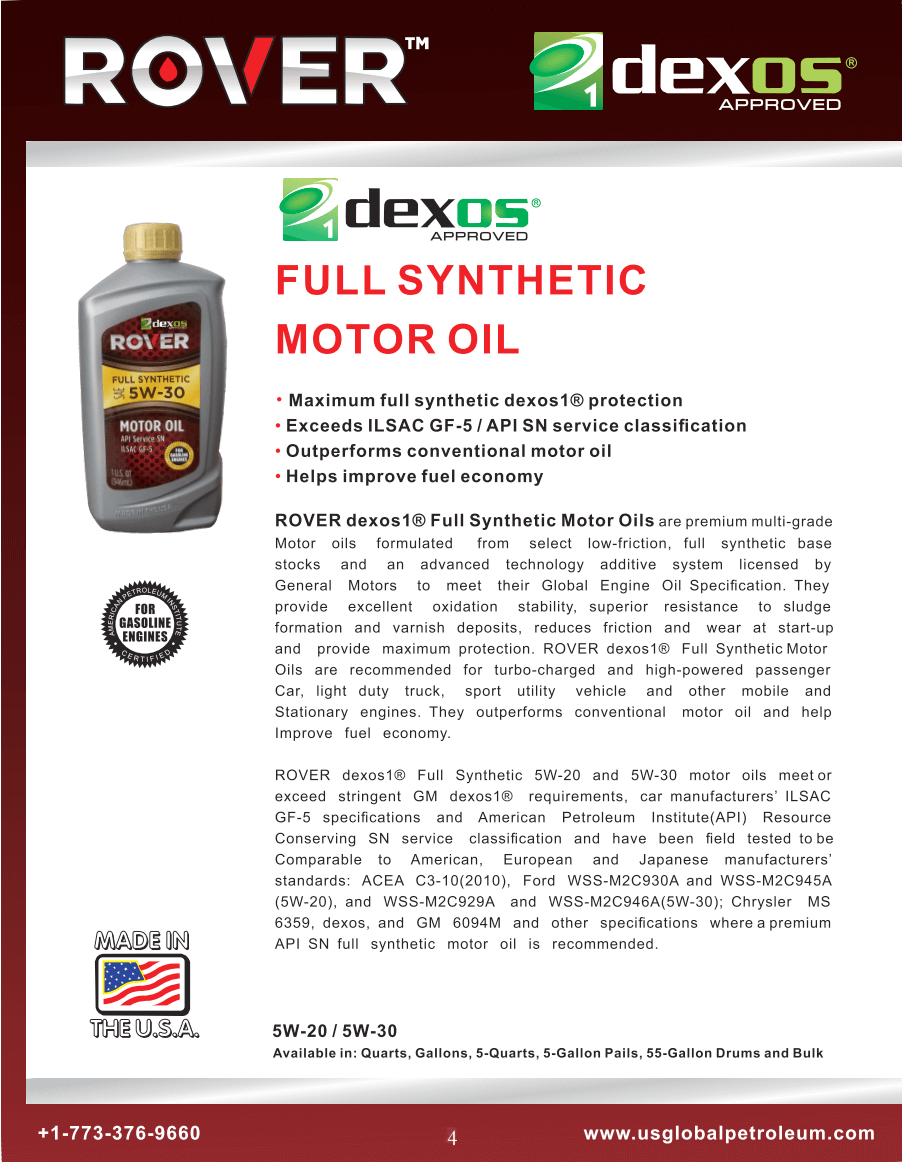 ROVER™
dexos®
1
APPROVED
dexos®
1
APPROVED
FULL SYNTHETIC
MOTOR OIL
• Maximum full synthetic dexos1® protection
• Exceeds ILSAC GF-5 / API SN service classification
• Outperforms conventional motor oil
• Helps improve fuel economy
dexos
ROVER
FULL SYNTHETIC
SAE 5W-30
MOTOR OIL
API Service SN
ILSAC GF-5
FOR
GASOLINE
ENGINES
1 U.S. QT
(946mL)
ROVER dexos1® Full Synthetic Motor Oils are premium multi-grade
Motor oils formulated from select low-friction, full synthetic base
stocks and an advanced technology additive system licensed by
General Motors to meet their Global Engine Oil Specification. They
provide excellent oxidation stability, superior resistance to sludge
formation and varnish deposits, reduces friction and wear at start-up
and provide maximum protection. ROVER dexos1® Full Synthetic Motor
Oils are recommended for turbo-charged and high-powered passenger
Car, light duty truck, sport utility vehicle and other mobile and
Stationary engines. They outperforms conventional motor oil and help
Improve fuel economy.
AMERICAN PETROLEUM INSTITUTE
FOR
GASOLINE
ENGINES
CERTIFIED
ROVER dexos1® Full Synthetic 5W-20 and 5W-30 motor oils meet or
exceed stringent GM dexos1® requirements, car manufacturers’ ILSAC
GF-5 specifications and American Petroleum Institute(API) Resource
Conserving SN service classification and have been field tested to be
Comparable to American, European and Japanese manufacturers’
standards: ACEA C3-10(2010), Ford WSS-M2C930A and WSS-M2C945A
(5W-20), and WSS-M2C929A and WSS-M2C946A(5W-30); Chrysler MS
6359, dexos, and GM 6094M and other specifications where a premium
API SN full synthetic motor oil is recommended.
MADE IN
THE U.S.A.
5W-20 / 5W-30
Available in: Quarts, Gallons, 5-Quarts, 5-Gallon Pails, 55-Gallon Drums and Bulk
+1-773-376-9660
4
www.usglobalpetroleum.com